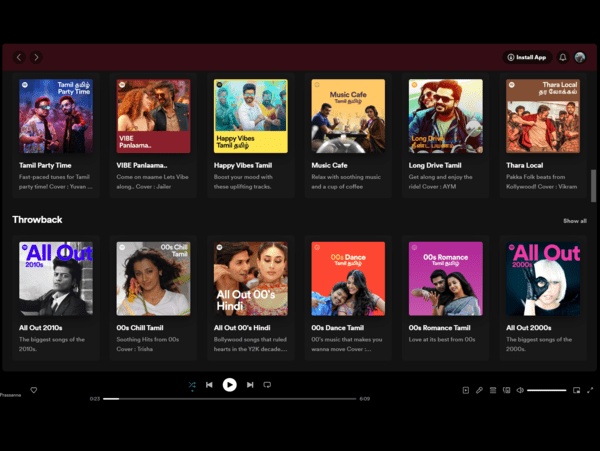 Install App
Tamil தமிழ்
Party Time
VIBE
Panlaama..
Happy Vibes
Tamil தமிழ்
Music Cafe
Tamil தமிழ்
Long Drive
நீண்ட பயணம்
Thara Local
தர லோக்கல்
Tamil Party Time
Fast-paced tunes for Tamil
party time! Cover : Yuvan ...
VIBE Panlaama..
Come on maame Lets Vibe
along.. Cover : Jailer
Happy Vibes Tamil
Boost your mood with
these uplifting tracks.
Music Cafe
Relax with soothing music
and a cup of coffee
Long Drive Tamil
Get along and enjoy the
ride! Cover : AYM
Thara Local
Pakka Folk beats from
Kollywood! Cover : Vikram
Throwback
Show all
All Out
2010s
00s Chill
Tamil
All Out 00's
Hindi
00s Dance
Tamil தமிழ்
00s Romance
Tamil தமிழ்
All Out
2000s
All Out 2010s
The biggest songs of the
2010s.
00s Chill Tamil
Soothing Hits from 00s
Cover : Trisha
All Out 00's Hindi
Bollywood songs that ruled
hearts in the Y2K decade....
00s Dance Tamil
00's music that makes you
wanna move Cover :...
00s Romance Tamil
Love at its best from 00s
All Out 2000s
The biggest songs of the
2000s.
Prasanna
0:23
6:09